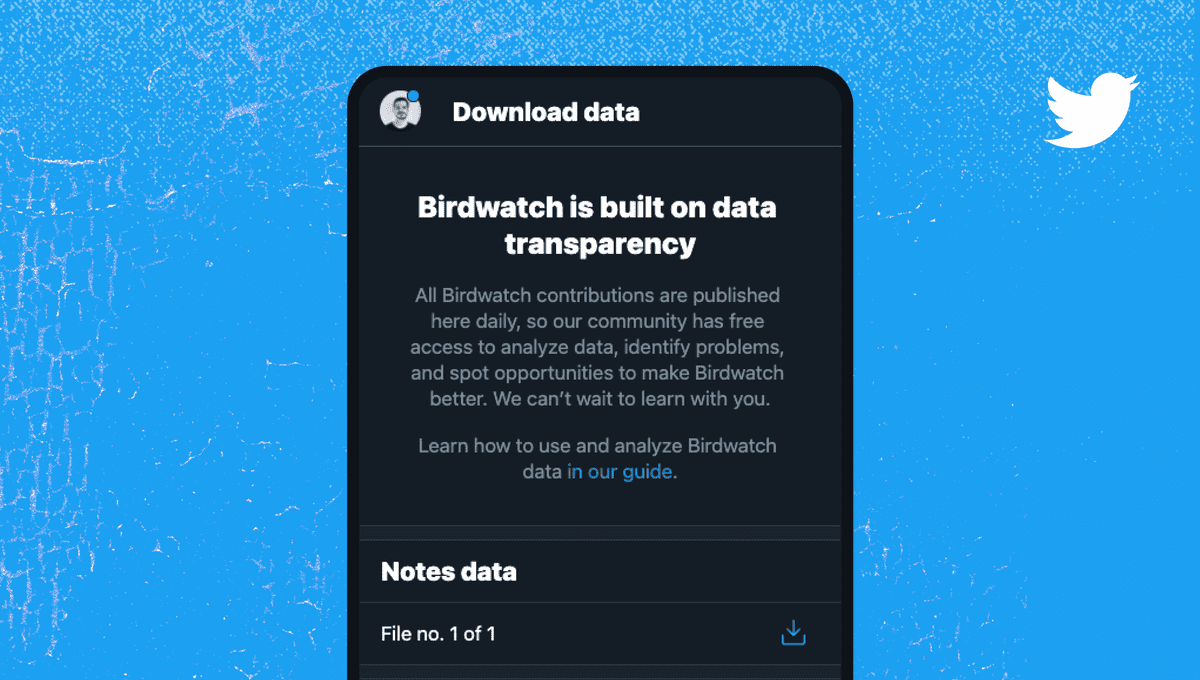 Download data
Birdwatch is built on data
transparency
All Birdwatch contributions are published
here daily, so our community has free
access to analyze data, identify problems,
and spot opportunities to make Birdwatch
better. We can’t wait to learn with you.
Learn how to use and analyze Birdwatch
data in our guide.
Notes data
File no. 1 of 1